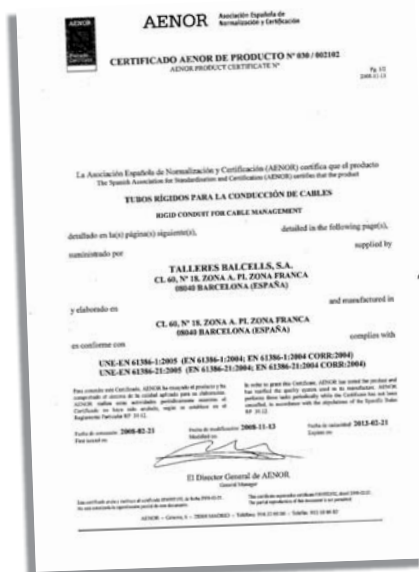 AENOR
AENOR Asociación Española de
Normalización y Certificación
CERTIFICADO AENOR DE PRODUCTO Nº 030 / 002102
AENOR PRODUCT CERTIFICATE Nº
Pg. 1/2
2008-11-13
La Asociación Española de Normalización y Certificación (AENOR) certifica que el producto
The Spanish Association for Standardisation and Certification (AENOR) certifies that the product
TUBOS RÍGIDOS PARA LA CONDUCCIÓN DE CABLES
RIGID CONDUIT FOR CABLE MANAGEMENT
detallado en la(s) página(s) siguiente(s),
detailed in the following page(s),
suministrado por
supplied by
TALLERES BALCELLS, S.A.
CL 60, Nº 18. ZONA A. PI. ZONA FRANCA
08040 BARCELONA (ESPAÑA)
y elaborado en
and manufactured in
CL 60, Nº 18. ZONA A. PI. ZONA FRANCA
08040 BARCELONA (ESPAÑA)
es conforme con
complies with
UNE-EN 61386-1:2005 (EN 61386-1:2004; EN 61386-1:2004 CORR:2004)
UNE-EN 61386-21:2005 (EN 61386-21:2004; EN 61386-21:2004 CORR:2004)
Fecha de concesión 2008-02-21
First issued on
Fecha de modificación 2008-11-13
Modified on
Fecha de caducidad 2013-02-21
Expires on
El Director General de AENOR
General Manager